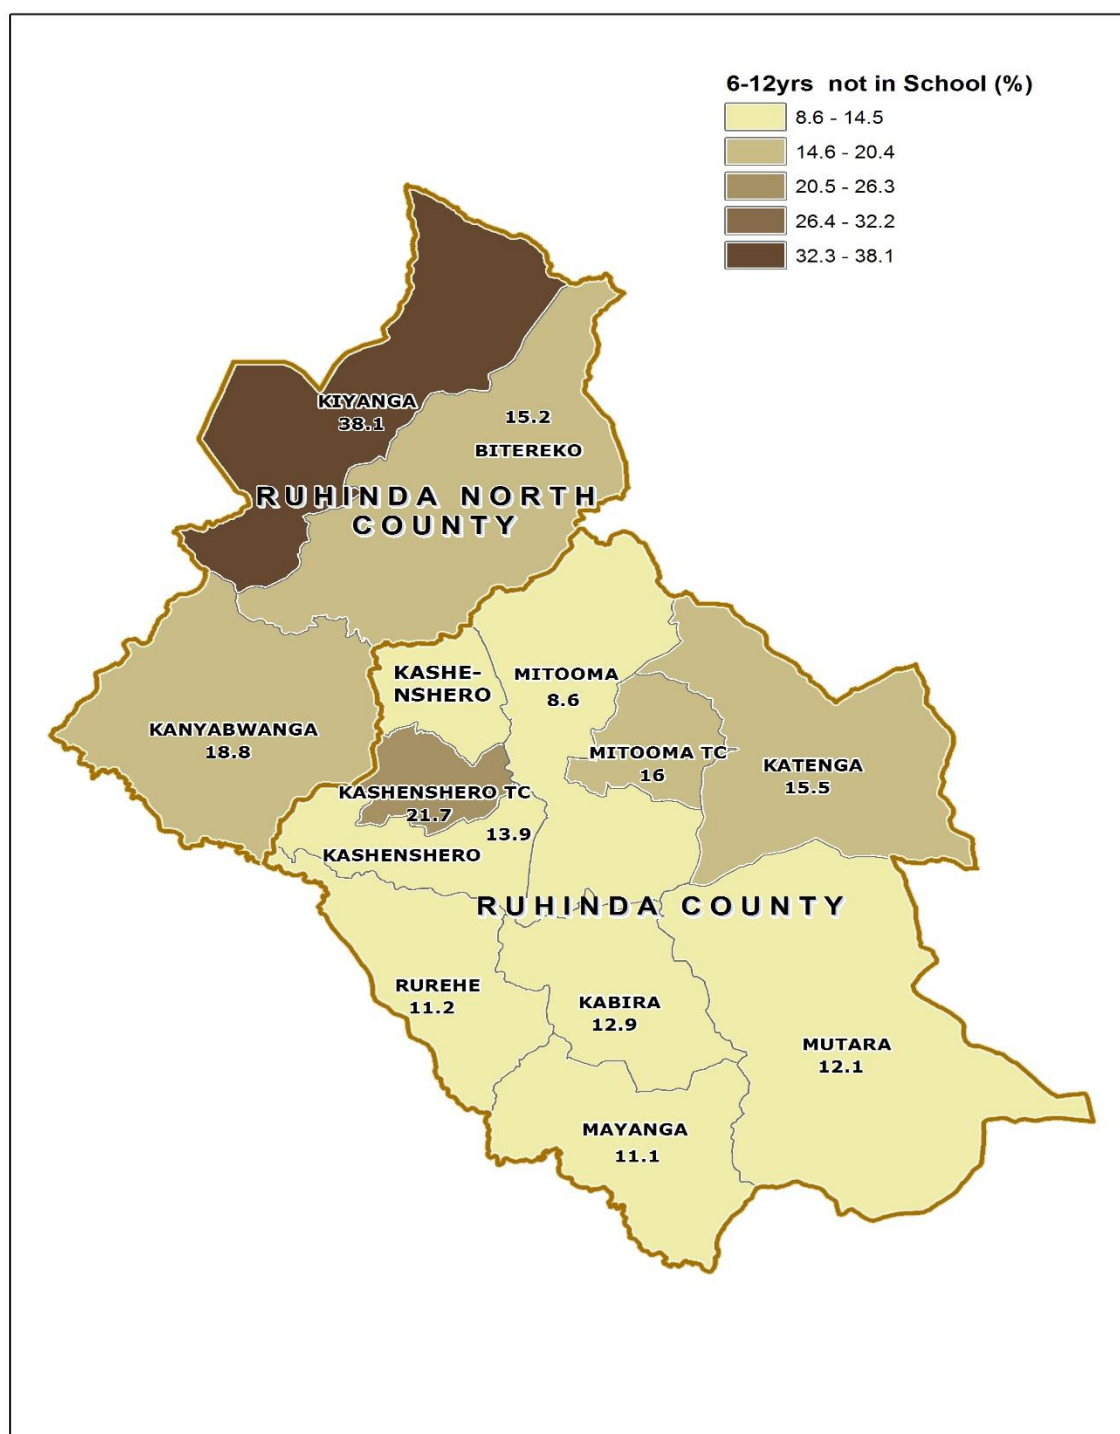 6-12yrs not in School (%)
8.6 - 14.5
14.6 - 20.4
20.5 - 26.3
26.4 - 32.2
32.3 - 38.1
KIYANGA
38.1
15.2
BITEREKO
RUHINDA NORTH
COUNTY
KASHE-
NSHERO
MITOOMA
8.6
KANYABWANGA
18.8
MITOOMA TC
16
KATENGA
15.5
KASHENSHERO TC
21.7
13.9
KASHENSHERO
RUHINDA COUNTY
RUREHE
11.2
KABIRA
12.9
MUTARA
12.1
MAYANGA
11.1